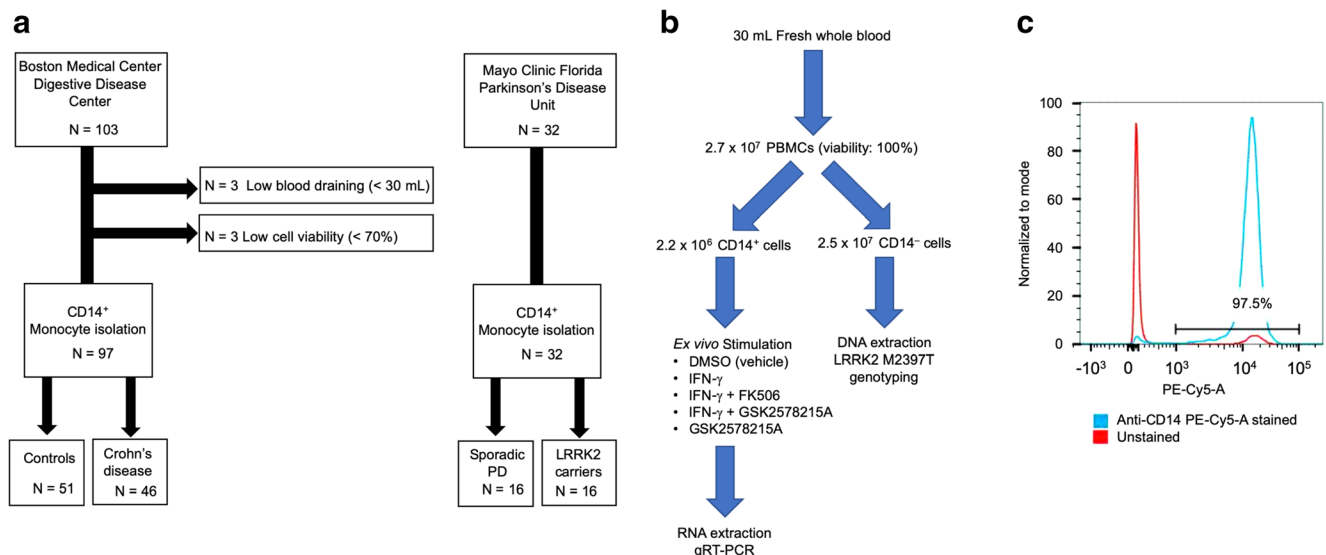 a
Boston Medical Center
Digestive Disease
Center
N = 103
N = 3 Low blood draining (< 30 mL)
N = 3 Low cell viability (< 70%)
CD14⁺
Monocyte isolation
N = 97
Controls
N = 51
Crohn's
disease
N = 46
Mayo Clinic Florida
Parkinson's Disease
Unit
N = 32
CD14⁺
Monocyte isolation
N = 32
Sporadic
PD
N = 16
LRRK2
carriers
N = 16
b
30 mL Fresh whole blood
2.7 x 10⁷ PBMCs (viability: 100%)
2.2 x 10⁶ CD14⁺ cells
2.5 x 10⁷ CD14⁻ cells
Ex vivo Stimulation
• DMSO (vehicle)
• IFN-γ
• IFN-γ + FK506
• IFN-γ + GSK2578215A
• GSK2578215A
DNA extraction
LRRK2 M2397T
genotyping
RNA extraction
qRT-PCR
c
Normalized to mode
100
80
60
40
20
0
97.5%
-10³ 0 10³ 10⁴ 10⁵
PE-Cy5-A
Anti-CD14 PE-Cy5-A stained
Unstained